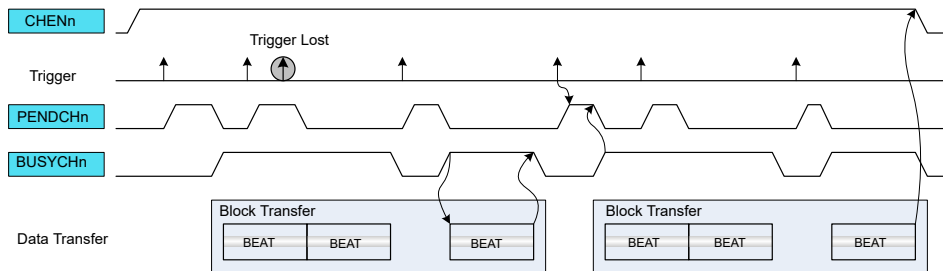 CHENn
Trigger Lost
Trigger
PENDCHn
BUSYCHn
Data Transfer
Block Transfer
BEAT BEAT BEAT
Block Transfer
BEAT BEAT BEAT